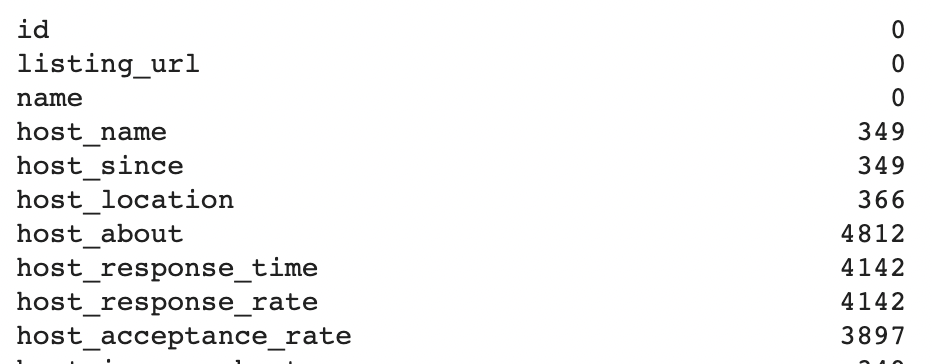 id 0
listing_url 0
name 0
host_name 349
host_since 349
host_location 366
host_about 4812
host_response_time 4142
host_response_rate 4142
host_acceptance_rate 3897